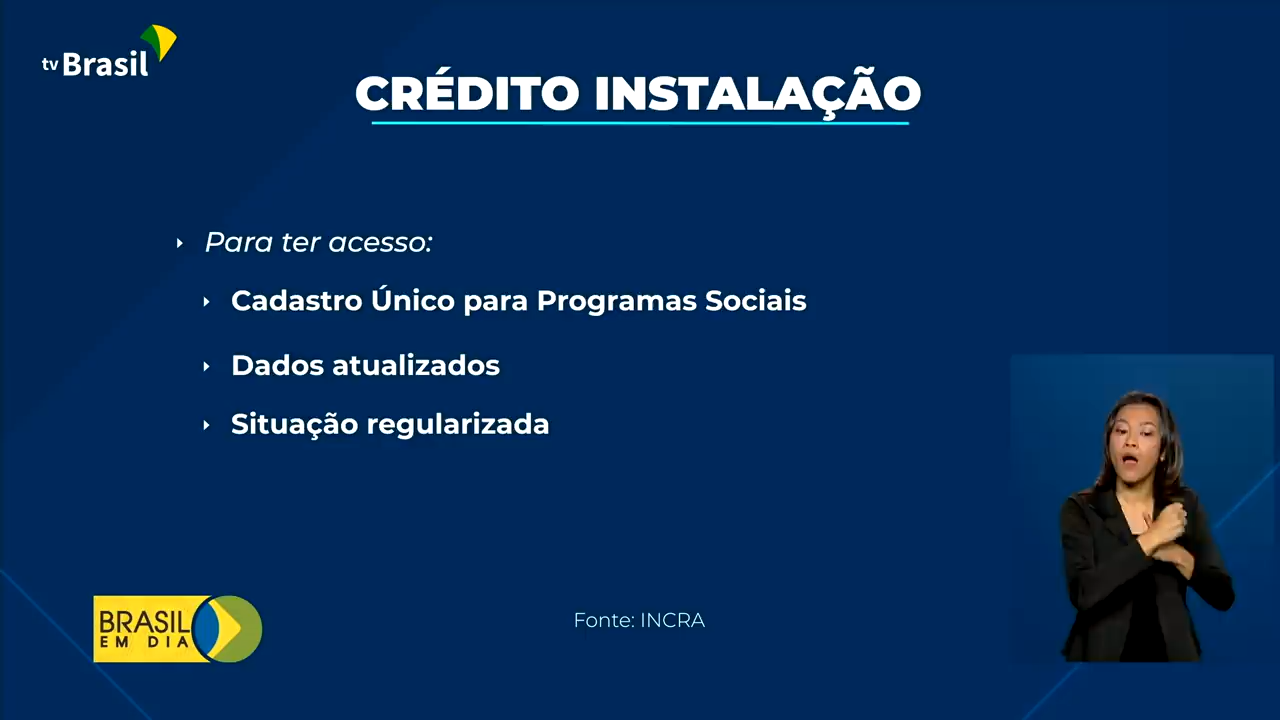 tv Brasil
CRÉDITO INSTALAÇÃO
Para ter acesso:
Cadastro Único para Programas Sociais
Dados atualizados
Situação regularizada
BRASIL
EM DIA
Fonte: INCRA